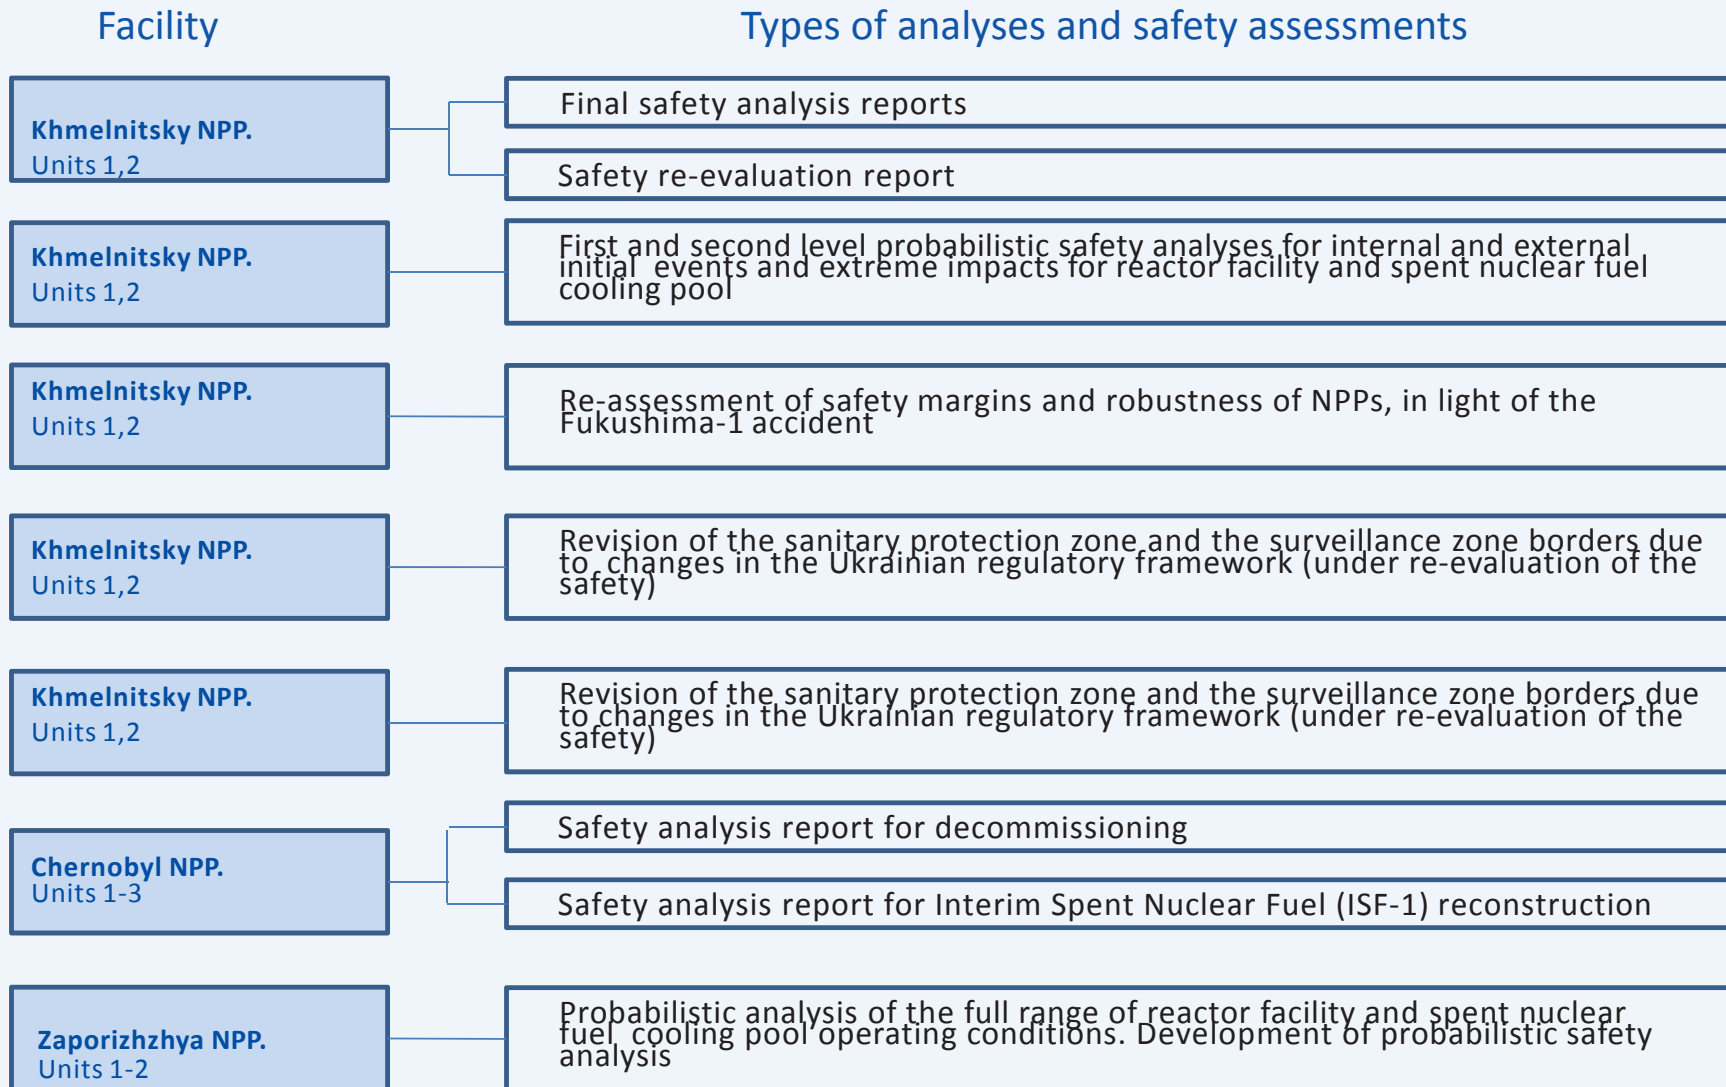 Facility
Types of analyses and safety assessments
Khmelnitsky NPP.
Units 1,2
Final safety analysis reports
Safety re-evaluation report
Khmelnitsky NPP.
Units 1,2
First and second level probabilistic safety analyses for internal and external
initial events and extreme impacts for reactor facility and spent nuclear fuel
cooling pool
Khmelnitsky NPP.
Units 1,2
Re-assessment of safety margins and robustness of NPPs, in light of the
Fukushima-1 accident
Khmelnitsky NPP.
Units 1,2
Revision of the sanitary protection zone and the surveillance zone borders due
to changes in the Ukrainian regulatory framework (under re-evaluation of the
safety)
Khmelnitsky NPP.
Units 1,2
Revision of the sanitary protection zone and the surveillance zone borders due
to changes in the Ukrainian regulatory framework (under re-evaluation of the
safety)
Chernobyl NPP.
Units 1-3
Safety analysis report for decommissioning
Safety analysis report for Interim Spent Nuclear Fuel (ISF-1) reconstruction
Zaporizhzhya NPP.
Units 1-2
Probabilistic analysis of the full range of reactor facility and spent nuclear
fuel cooling pool operating conditions. Development of probabilistic safety
analysis